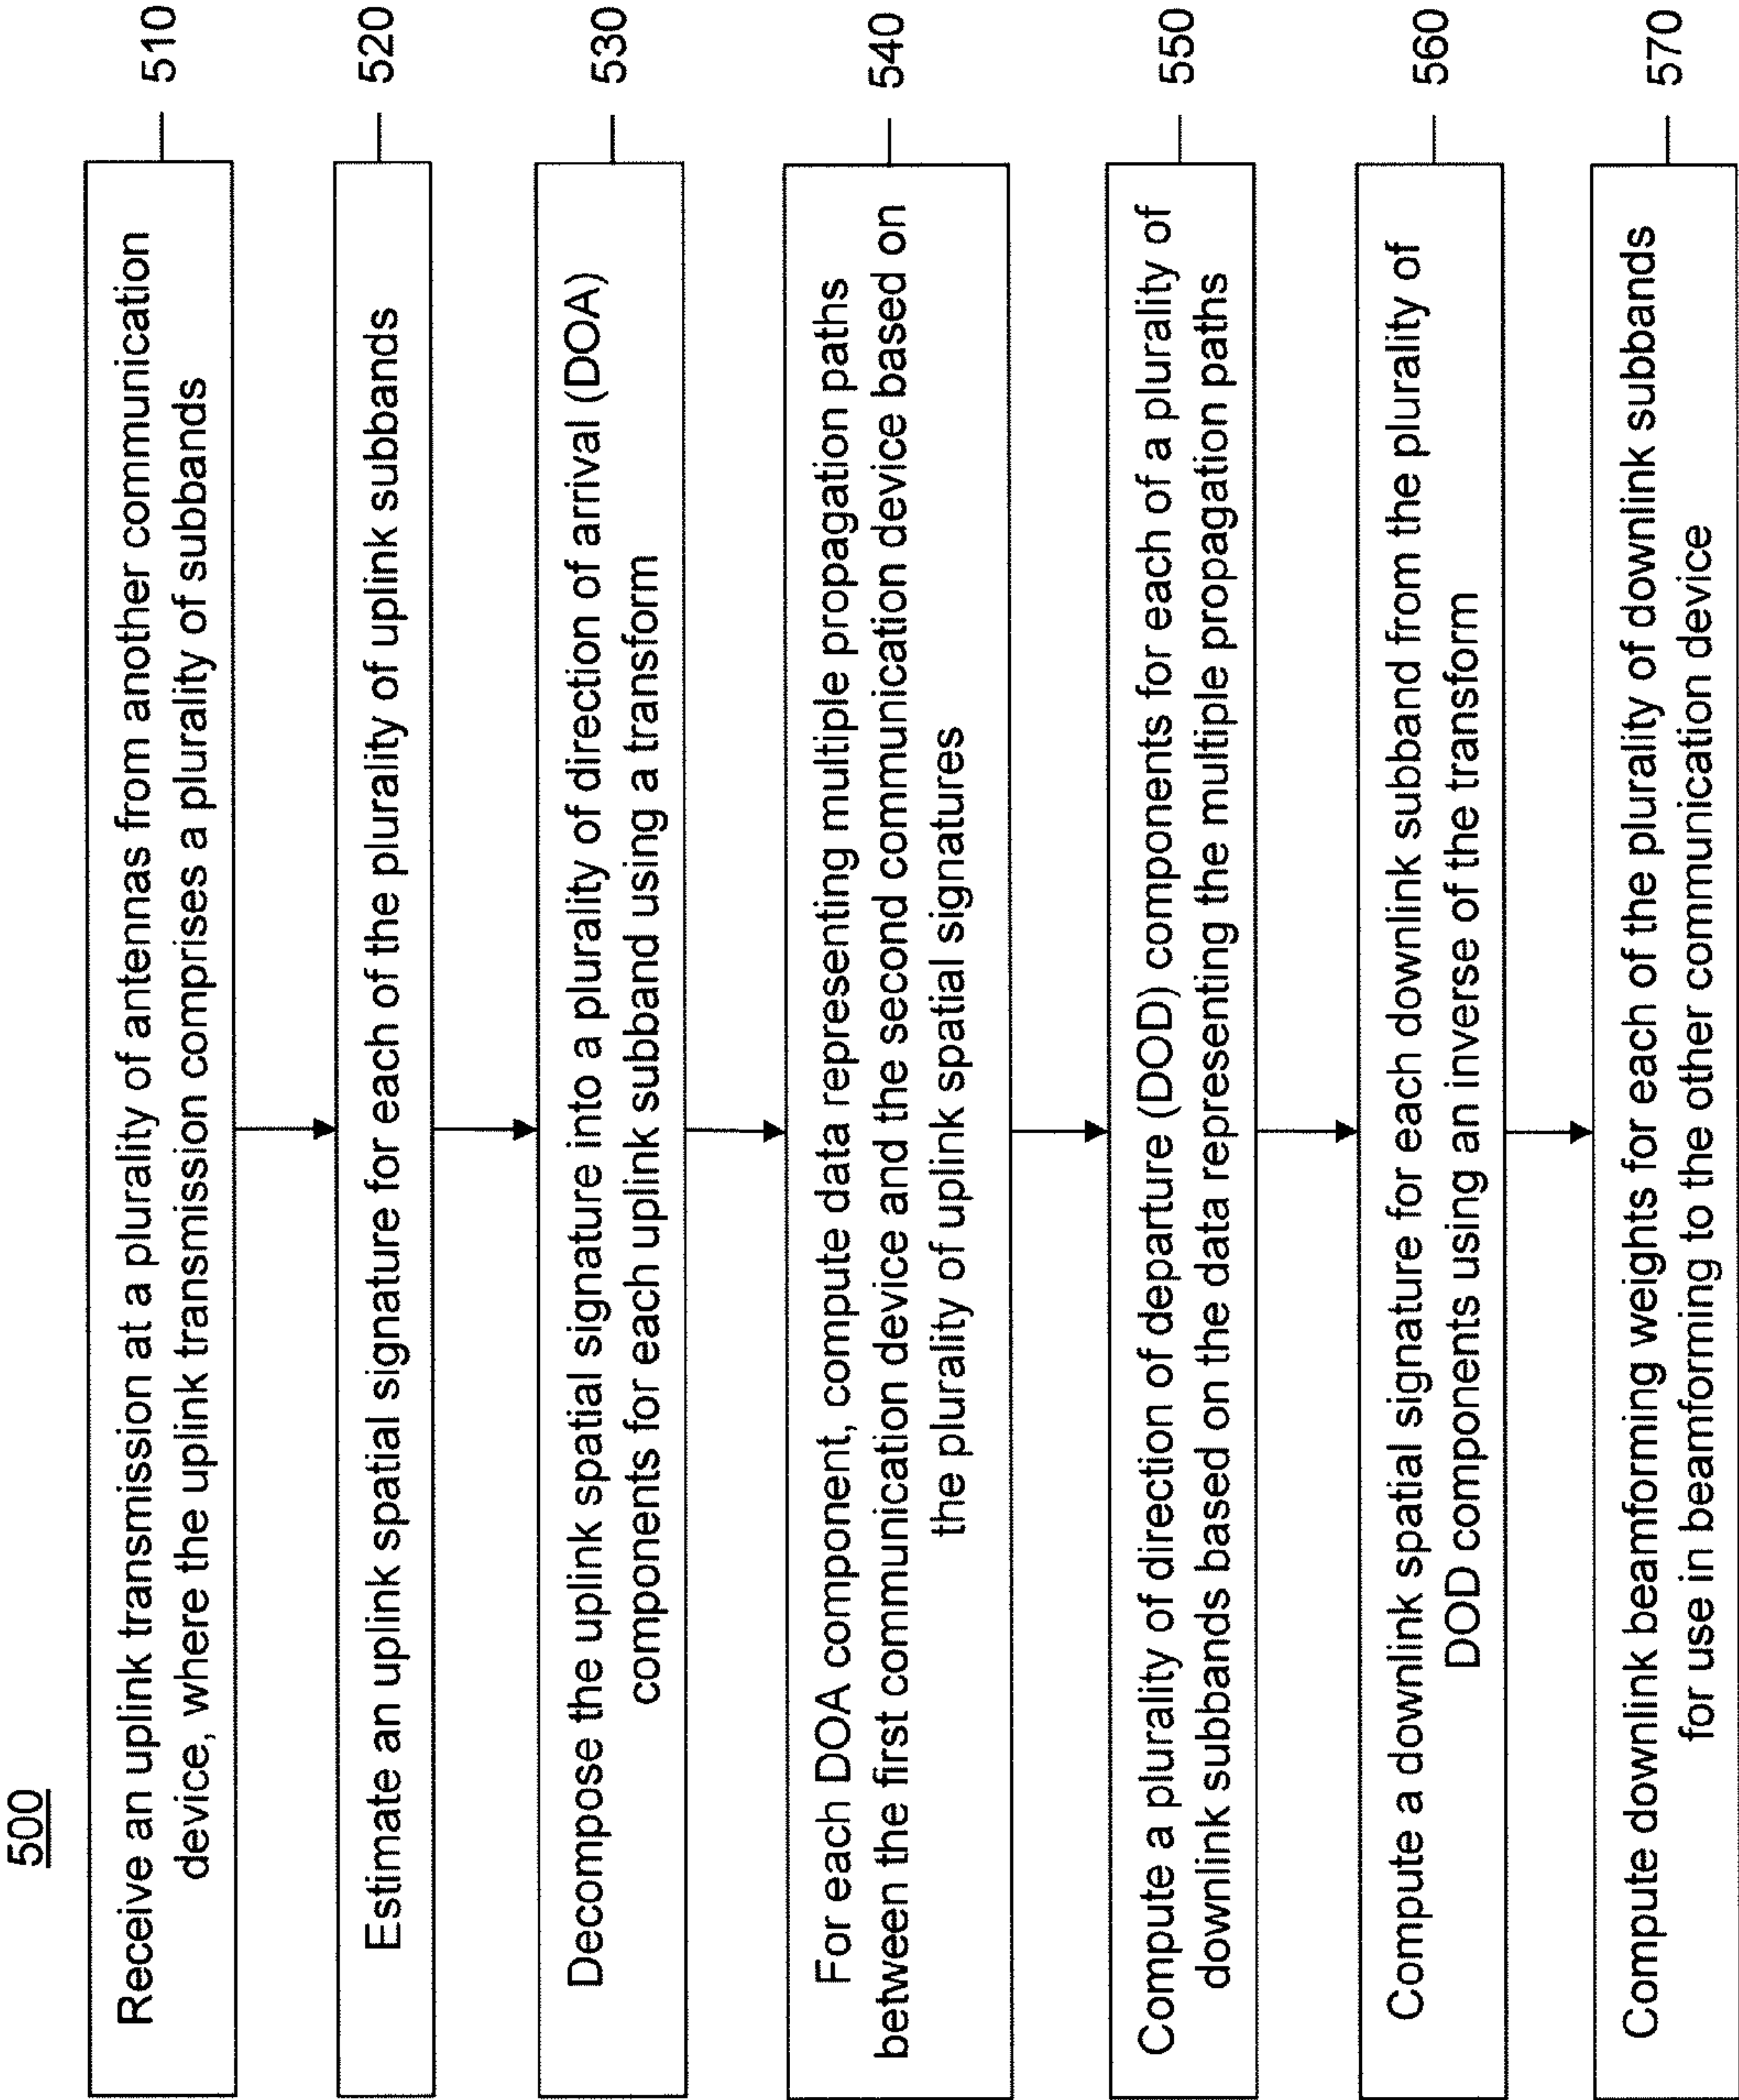 500
Receive an uplink transmission at a plurality of antennas from another communication
device, where the uplink transmission comprises a plurality of subbands
510
Estimate an uplink spatial signature for each of the plurality of uplink subbands
520
Decompose the uplink spatial signature into a plurality of direction of arrival (DOA)
components for each uplink subband using a transform
530
For each DOA component, compute data representing multiple propagation paths
between the first communication device and the second communication device based on
the plurality of uplink spatial signatures
540
Compute a plurality of direction of departure (DOD) components for each of a plurality of
downlink subbands based on the data representing the multiple propagation paths
550
Compute a downlink spatial signature for each downlink subband from the plurality of
DOD components using an inverse of the transform
560
Compute downlink beamforming weights for each of the plurality of downlink subbands
for use in beamforming to the other communication device
570